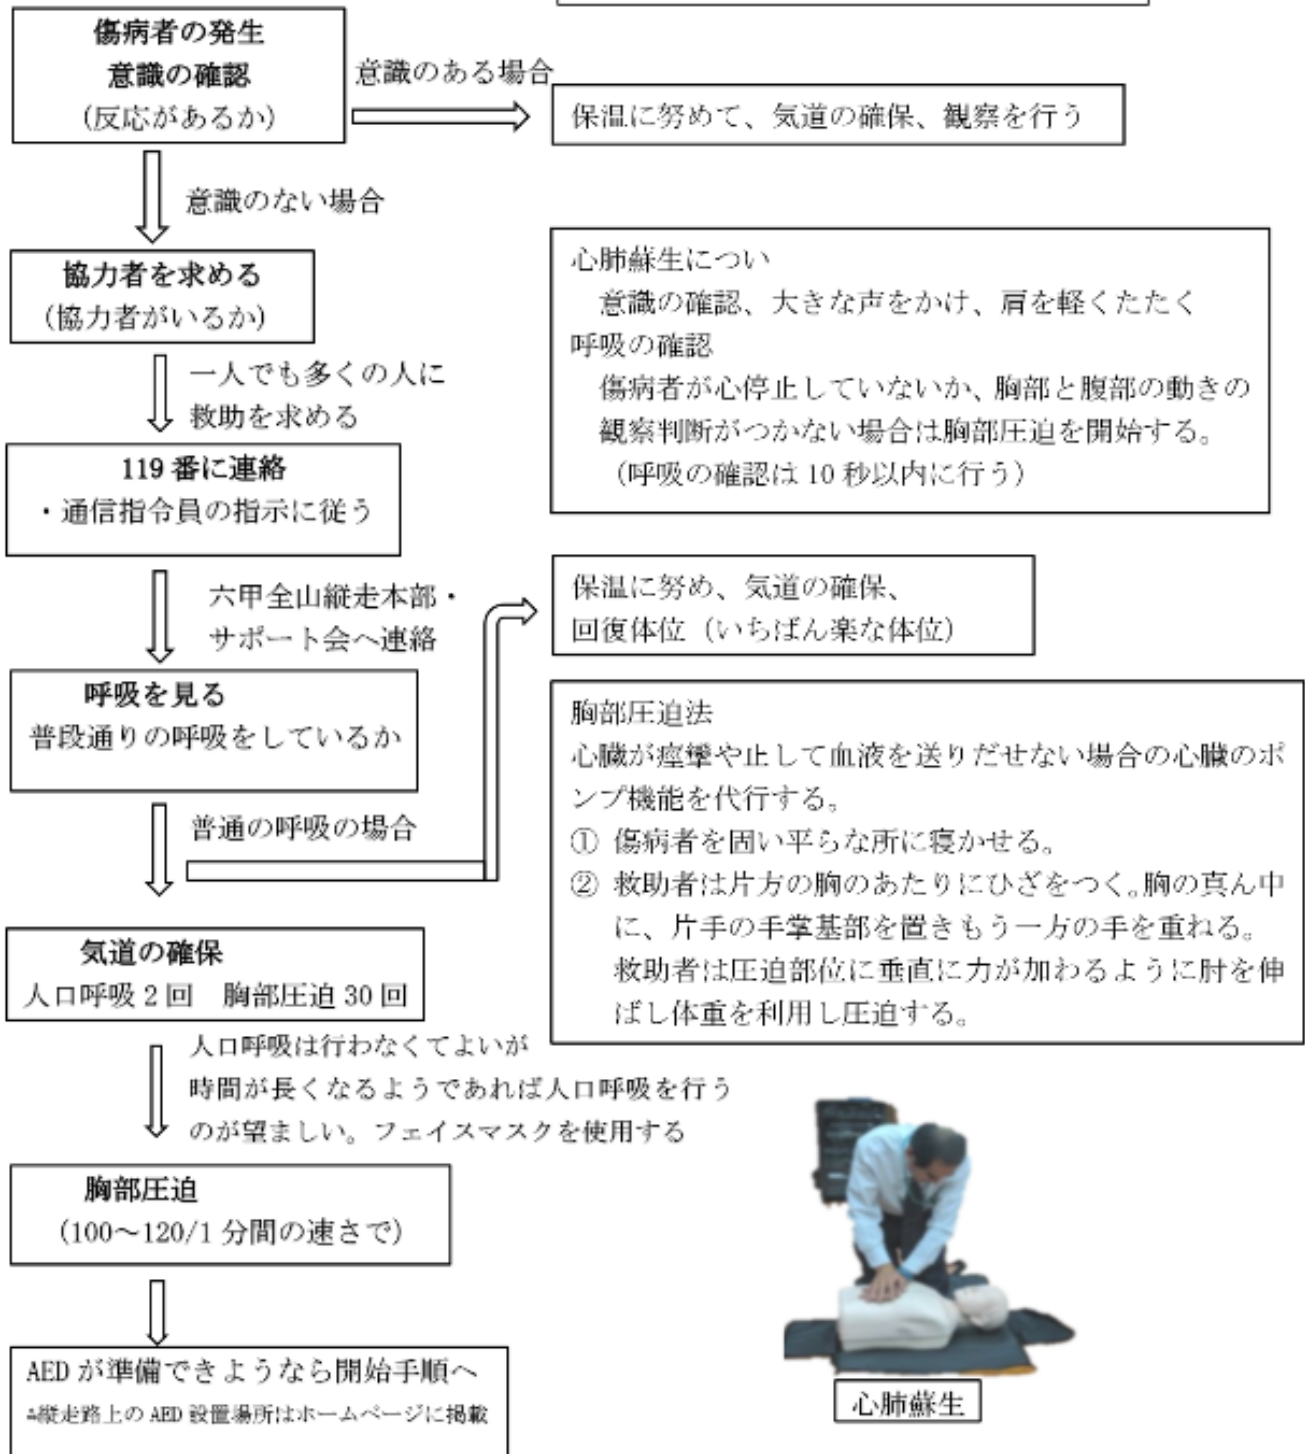 傷病者の発生
意識の確認
(反応があるか)
意識のある場合
保温に努めて、気道の確保、観察を行う
意識のない場合
協力者を求める
(協力者がいるか)
一人でも多くの人に
救助を求める
119 番に連絡
・通信指令員の指示に従う
六甲全山縦走本部・
サポート会へ連絡
呼吸を見る
普段通りの呼吸をしているか
普通の呼吸の場合
気道の確保
人口呼吸 2 回　胸部圧迫 30 回
人口呼吸は行わなくてよいが
時間が長くなるようであれば人口呼吸を行う
のが望ましい。フェイスマスクを使用する
胸部圧迫
(100～120/1 分間の速さで)
AED が準備できようなら開始手順へ
縦走路上の AED 設置場所はホームページに掲載
心肺蘇生につい
意識の確認、大きな声をかけ、肩を軽くたたく
呼吸の確認
傷病者が心停止していないか、胸部と腹部の動きの
観察判断がつかない場合は胸部圧迫を開始する。
（呼吸の確認は 10 秒以内に行う）
保温に努め、気道の確保、
回復体位（いちばん楽な体位）
胸部圧迫法
心臓が痙攣や止して血液を送りだせない場合の心臓のポ
ンプ機能を代行する。
① 傷病者を固い平らな所に寝かせる。
② 救助者は片方の胸のあたりにひざをつく。胸の真ん中
に、片手の手掌基部を置きもう一方の手を重ねる。
救助者は圧迫部位に垂直に力が加わるように肘を伸
ばし体重を利用し圧迫する。
心肺蘇生